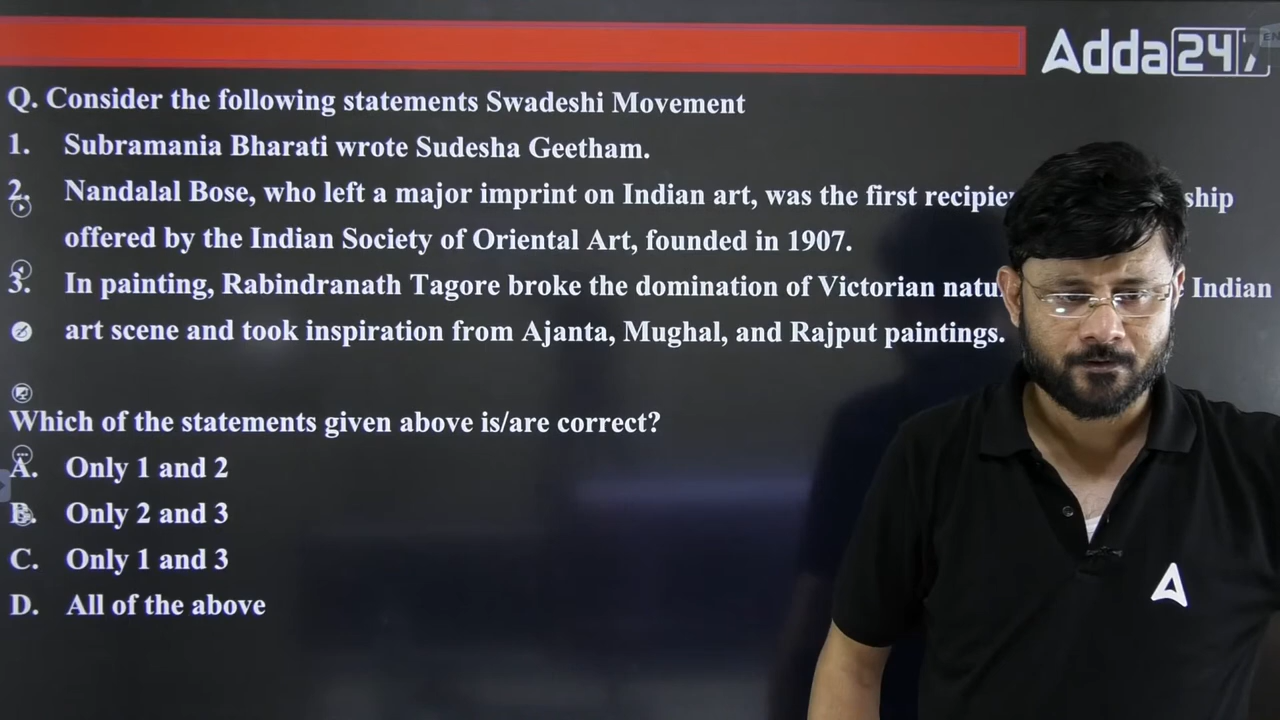 Adda247
EN
Q. Consider the following statements Swadeshi Movement
1. Subramania Bharati wrote Sudesha Geetham.
2. Nandalal Bose, who left a major imprint on Indian art, was the first
offered by the Indian Society of Oriental Art, founded in 1907.
3. In painting, Rabindranath Tagore broke the domination of Victorian Indian
art scene and took inspiration from Ajanta, Mughal, and Rajput paintings.
Which of the statements given above is/are correct?
A. Only 1 and 2
B. Only 2 and 3
C. Only 1 and 3
D. All of the above